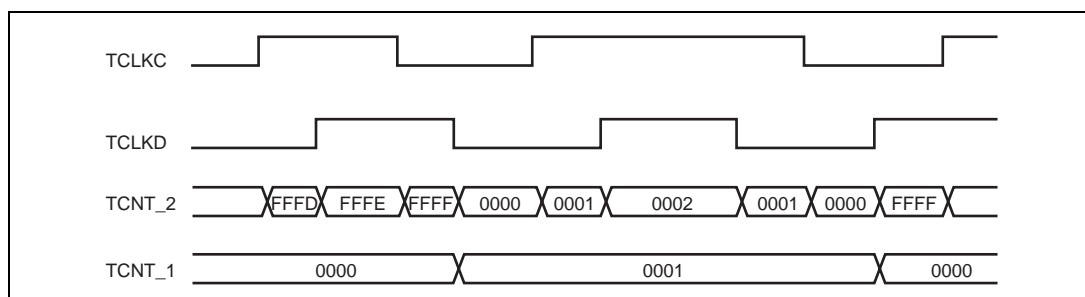 TCLKC
TCLKD
TCNT_2 FFFD FFFE FFFF 0000 0001 0002 0001 0000 FFFF
TCNT_1 0000 0001 0000